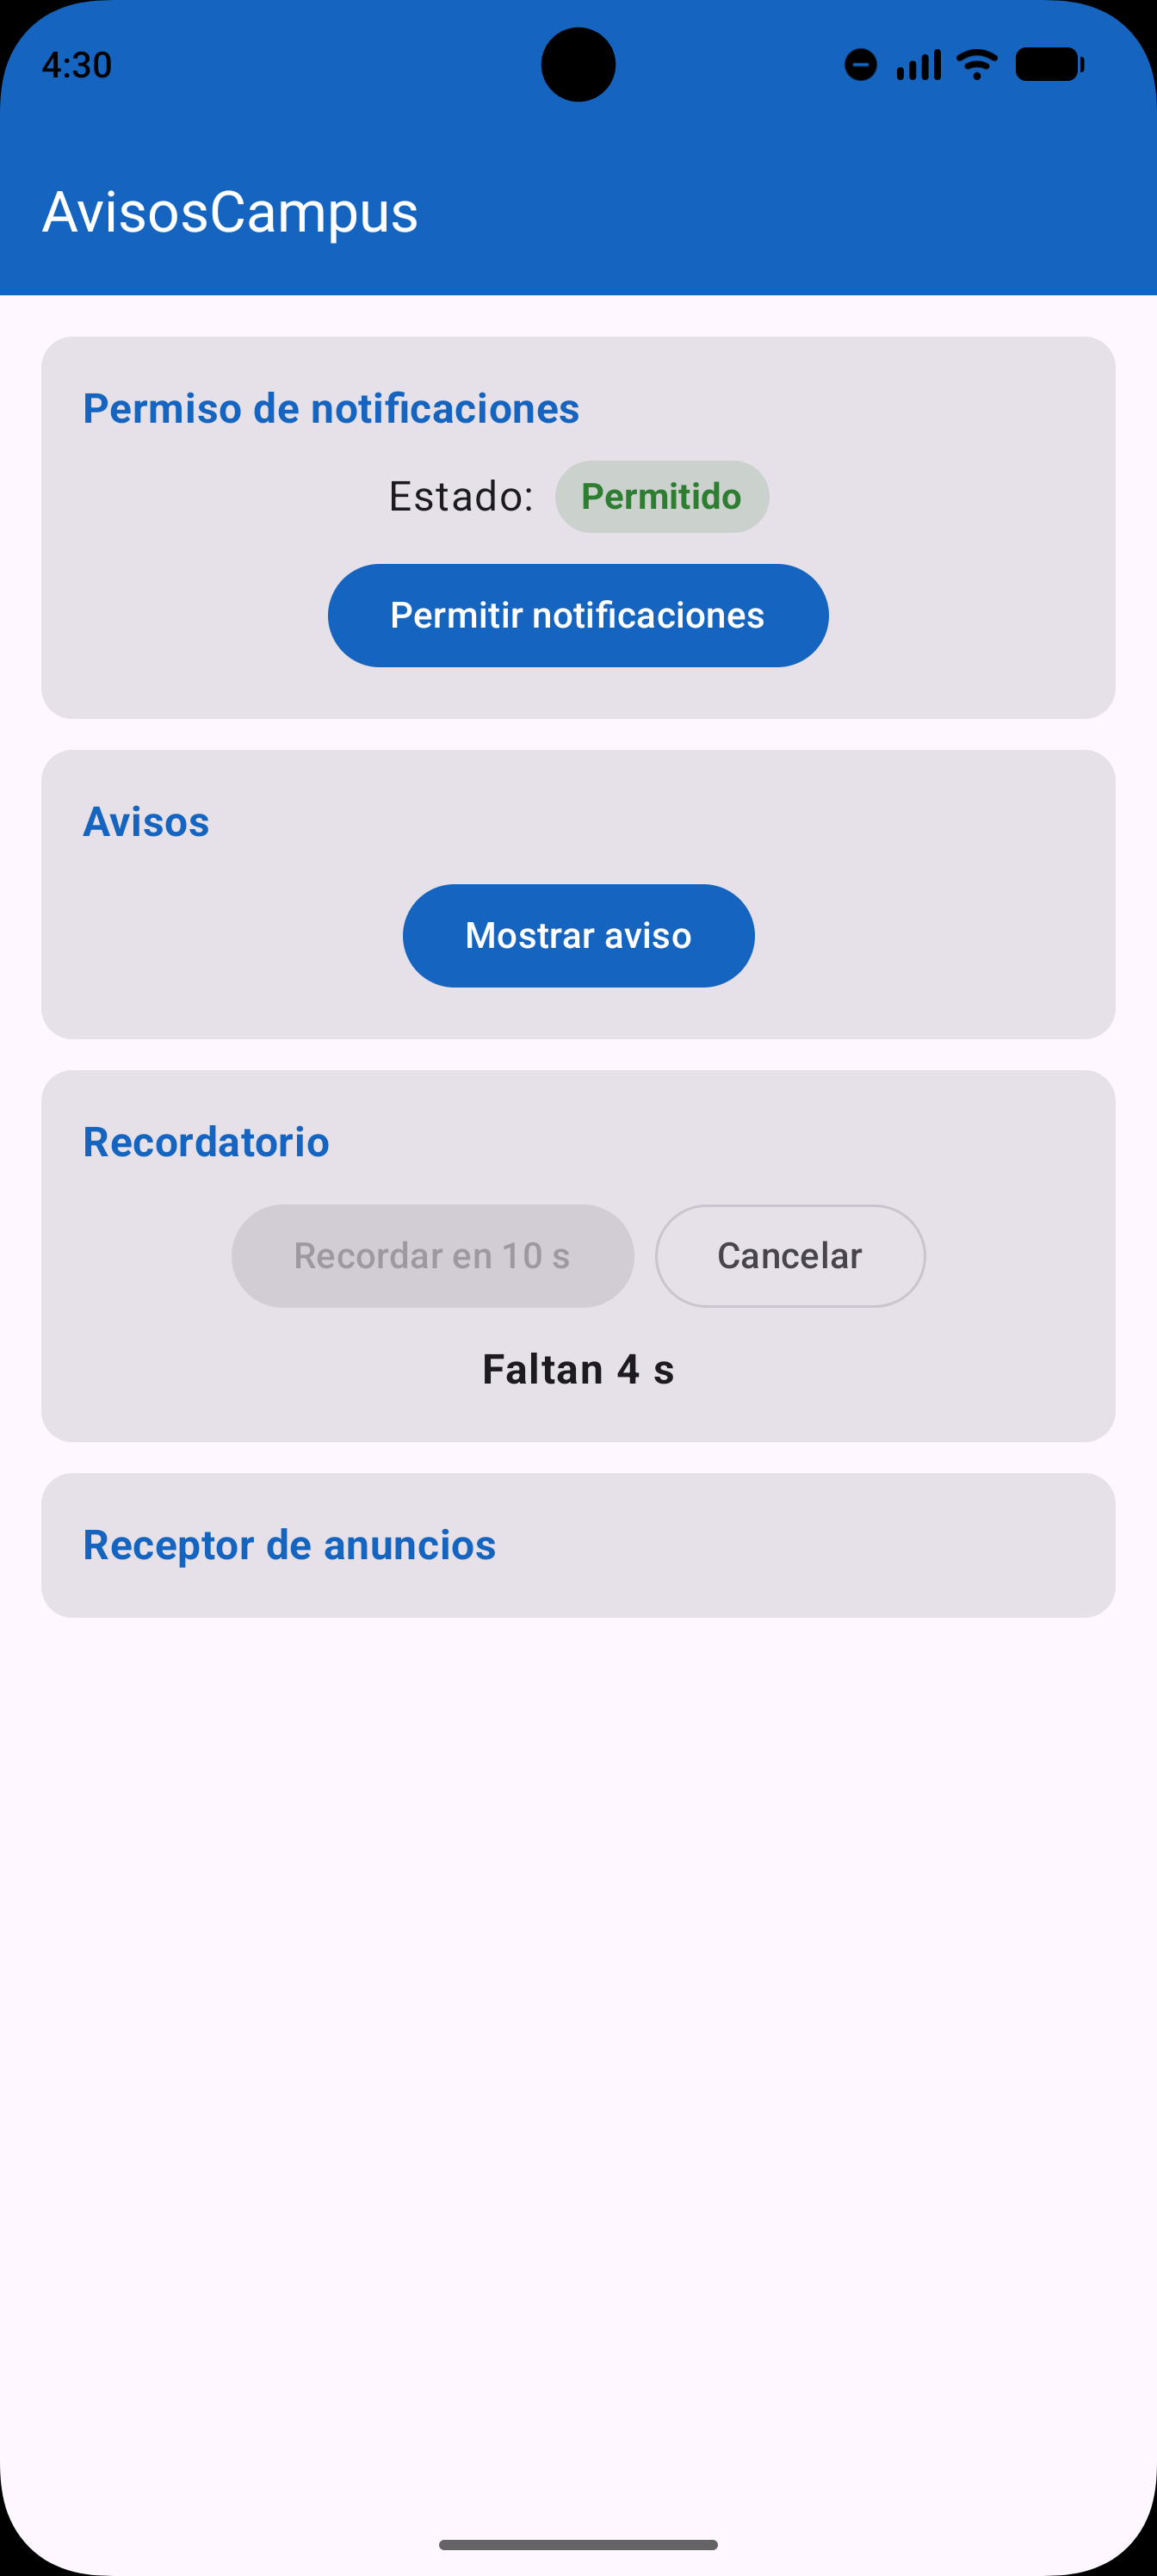 4:30
AvisosCampus
Permiso de notificaciones
Estado: Permitido
Permitir notificaciones
Avisos
Mostrar aviso
Recordatorio
Recordar en 10 s Cancelar
Faltan 4 s
Receptor de anuncios